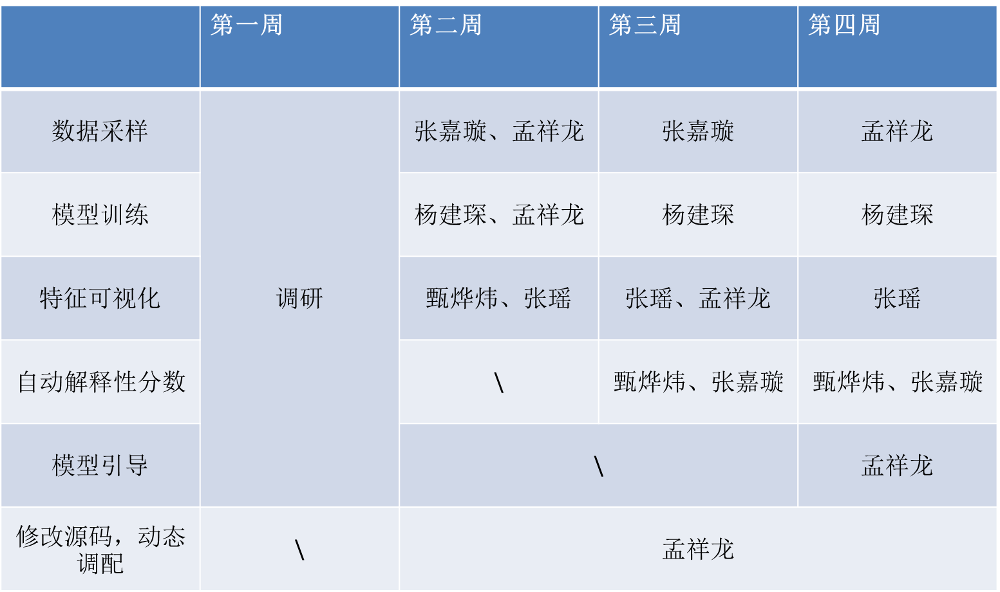 第一周 第二周 第三周 第四周
数据采样 张嘉璇、孟祥龙 张嘉璇 孟祥龙
模型训练 杨建琛、孟祥龙 杨建琛 杨建琛
特征可视化 调研 甄烨炜、张瑶 张瑶、孟祥龙 张瑶
自动解释性分数 \ 甄烨炜、张嘉璇 甄烨炜、张嘉璇
模型引导 \ 孟祥龙
修改源码，动态
调配 \ 孟祥龙